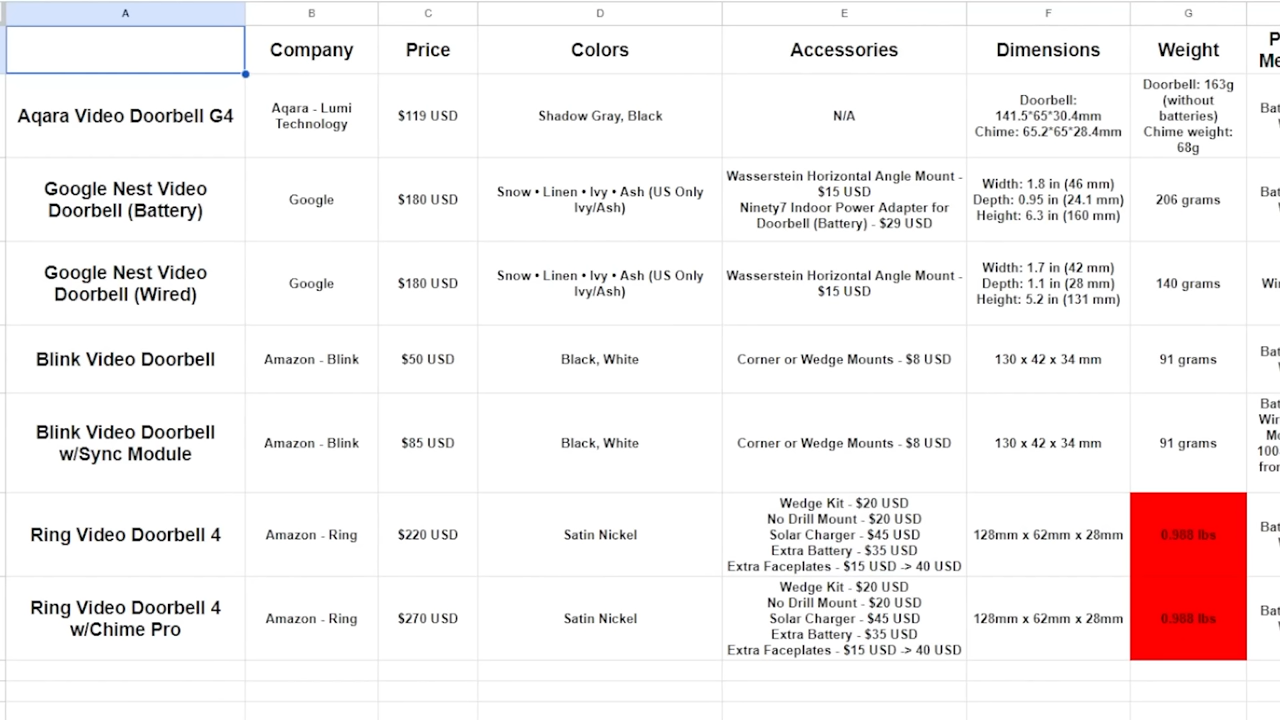 A B C D E F G
Company Price Colors Accessories Dimensions Weight
Aqara Video Doorbell G4
Aqara - Lumi
Technology
$119 USD
Shadow Gray, Black
N/A
Doorbell:
141.5*65*30.4mm
Chime: 65.2*65*28.4mm
Doorbell: 163g
(without
batteries)
Chime weight:
68g
Google Nest Video
Doorbell (Battery)
Google
$180 USD
Snow • Linen • Ivy • Ash (US Only
Ivy/Ash)
Wasserstein Horizontal Angle Mount -
$15 USD
Ninety7 Indoor Power Adapter for
Doorbell (Battery) - $29 USD
Width: 1.8 in (46 mm)
Depth: 0.95 in (24.1 mm)
Height: 6.3 in (160 mm)
206 grams
Google Nest Video
Doorbell (Wired)
Google
$180 USD
Snow • Linen • Ivy • Ash (US Only
Ivy/Ash)
Wasserstein Horizontal Angle Mount -
$15 USD
Width: 1.7 in (42 mm)
Depth: 1.1 in (28 mm)
Height: 5.2 in (131 mm)
140 grams
Blink Video Doorbell
Amazon - Blink
$50 USD
Black, White
Corner or Wedge Mounts - $8 USD
130 x 42 x 34 mm
91 grams
Blink Video Doorbell
w/Sync Module
Amazon - Blink
$85 USD
Black, White
Corner or Wedge Mounts - $8 USD
130 x 42 x 34 mm
91 grams
Ring Video Doorbell 4
Amazon - Ring
$220 USD
Satin Nickel
Wedge Kit - $20 USD
No Drill Mount - $20 USD
Solar Charger - $45 USD
Extra Battery - $35 USD
Extra Faceplates - $15 USD -> 40 USD
128mm x 62mm x 28mm
0.988 lbs
Ring Video Doorbell 4
w/Chime Pro
Amazon - Ring
$270 USD
Satin Nickel
Wedge Kit - $20 USD
No Drill Mount - $20 USD
Solar Charger - $45 USD
Extra Battery - $35 USD
Extra Faceplates - $15 USD -> 40 USD
128mm x 62mm x 28mm
0.988 lbs